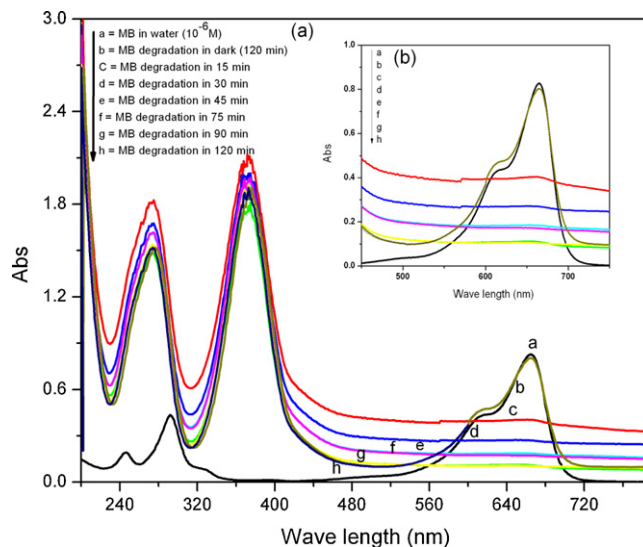 (a)
a = MB in water (10⁻⁶M)
b = MB degradation in dark (120 min)
C = MB degradation in 15 min
d = MB degradation in 30 min
e = MB degradation in 45 min
f = MB degradation in 75 min
g = MB degradation in 90 min
h = MB degradation in 120 min
3.0
2.4
1.8
1.2
0.6
0.0
Abs
240 320 400 480 560 640 720
Wave length (nm)
a
b
c
d
e
f
g
h
(b)
a
b
c
d
e
f
g
h
1.0
0.8
0.6
0.4
0.2
0.0
Abs
500 600 700
Wave length (nm)